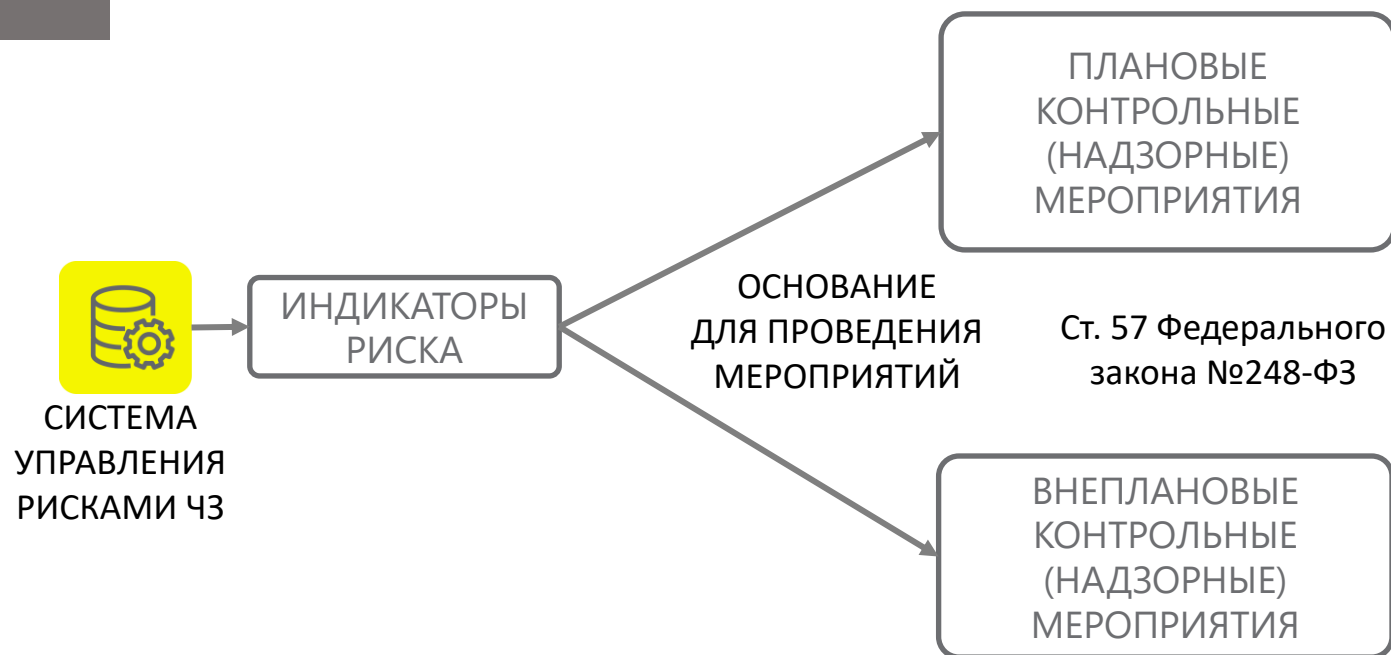 СИСТЕМА
УПРАВЛЕНИЯ
РИСКАМИ ЧЗ
ИНДИКАТОРЫ
РИСКА
ОСНОВАНИЕ
ДЛЯ ПРОВЕДЕНИЯ
МЕРОПРИЯТИЙ
ПЛАНОВЫЕ
КОНТРОЛЬНЫЕ
(НАДЗОРНЫЕ)
МЕРОПРИЯТИЯ
Ст. 57 Федерального
закона №248-ФЗ
ВНЕПЛАНОВЫЕ
КОНТРОЛЬНЫЕ
(НАДЗОРНЫЕ)
МЕРОПРИЯТИЯ